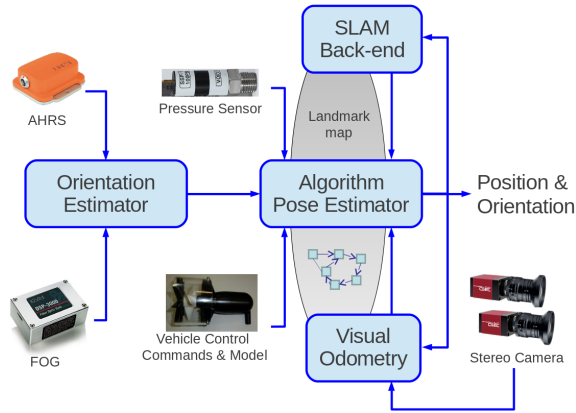 SLAM
Back-end
AHRS
Pressure Sensor
Landmark
map
Orientation
Estimator
Algorithm
Pose Estimator
Position &
Orientation
FOG
Vehicle Control
Commands & Model
Visual
Odometry
Stereo Camera